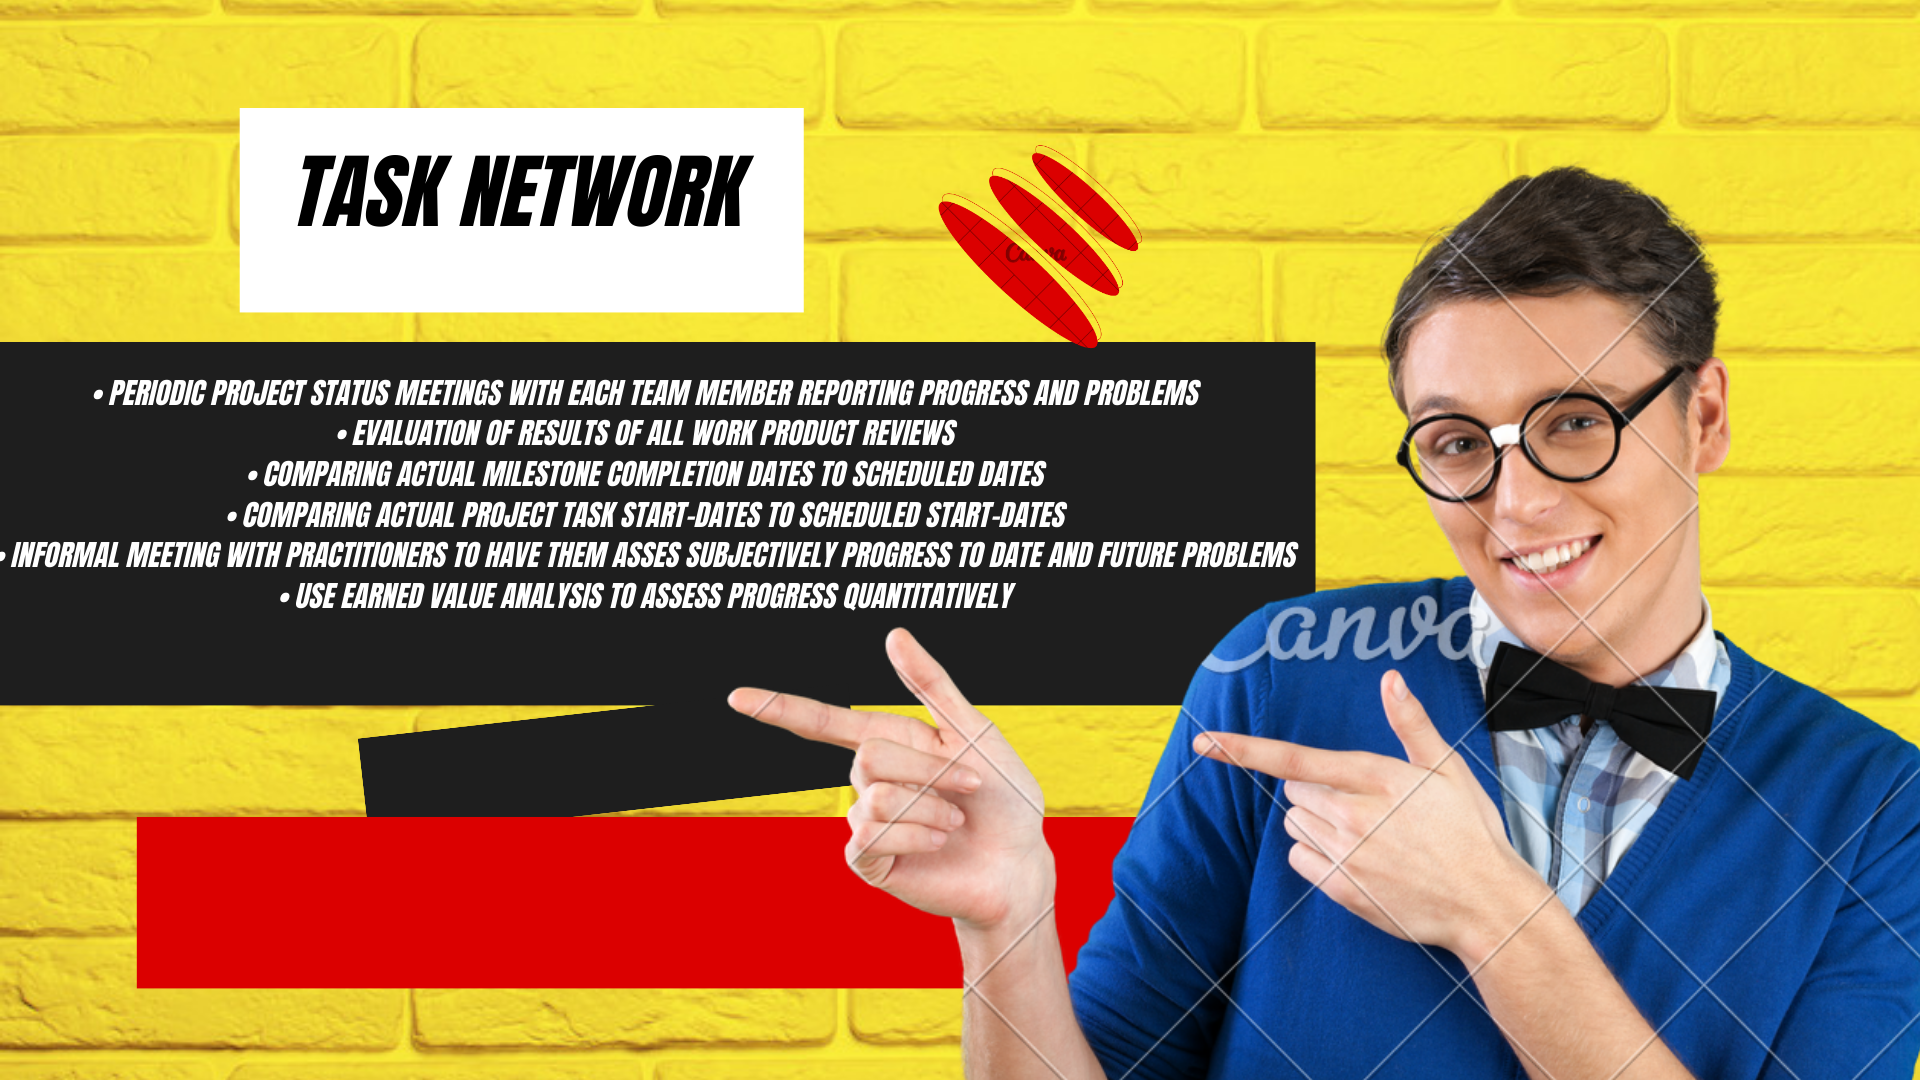 TASK NETWORK
Canva
• PERIODIC PROJECT STATUS MEETINGS WITH EACH TEAM MEMBER REPORTING PROGRESS AND PROBLEMS
• EVALUATION OF RESULTS OF ALL WORK PRODUCT REVIEWS
• COMPARING ACTUAL MILESTONE COMPLETION DATES TO SCHEDULED DATES
• COMPARING ACTUAL PROJECT TASK START-DATES TO SCHEDULED START-DATES
• INFORMAL MEETING WITH PRACTITIONERS TO HAVE THEM ASSES SUBJECTIVELY PROGRESS TO DATE AND FUTURE PROBLEMS
• USE EARNED VALUE ANALYSIS TO ASSESS PROGRESS QUANTITATIVELY
Canva